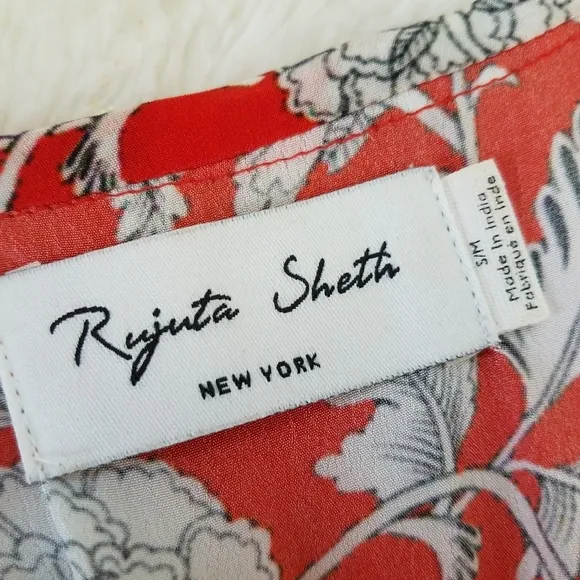 Rujuta Sheth
NEW YORK
S/M
Made In India
Fabriqué en Inde